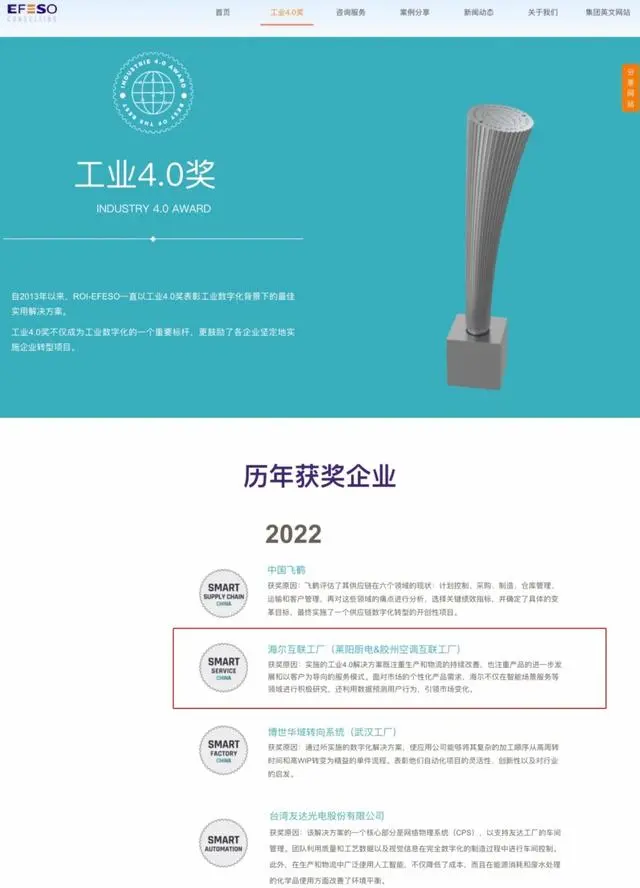 EFESO
CONSULTING
首页 工业4.0奖 咨询服务 案例分享 新闻动态 关于我们 集团英文网站
分享网站
INDUSTRIE 4.0 AWARD
BEST OF THE BEST
工业4.0奖
INDUSTRY 4.0 AWARD
自2013年以来，ROI-EFESO一直以工业4.0奖表彰工业数字化背景下的最佳
实用解决方案。
工业4.0奖不仅成为工业数字化的一个重要标杆，更鼓励了各企业坚定地实
施企业转型项目。
历年获奖企业
2022
SMART
SUPPLY CHAIN
CHINA
中国飞鹤
获奖原因：飞鹤评估了其供应链在六个领域的现状：计划控制、采购、制造、仓库管理、
运输和客户管理，再对这些领域的痛点进行分析，选择关键绩效指标，并确定了具体的变
革目标，最终实施了一个供应链数字化转型的开创性项目。
SMART
SERVICE
CHINA
海尔互联工厂（莱阳厨电&胶州空调互联工厂）
获奖原因：实施的工业4.0解决方案既注重生产和物流的持续改善，也注重产品的进一步发
展和以客户为导向的服务模式。面对市场的个性化产品需求，海尔不仅在智能场景服务等
领域进行积极研究，还利用数据预测用户行为，引领市场变化。
SMART
FACTORY
CHINA
博世华域转向系统（武汉工厂）
获奖原因：通过所实施的数字化解决方案，使应用公司能够将其复杂的加工顺序从高周转
时间和高WIP转变为精益的单件流程。表彰他们自动化项目的灵活性、创新性以及对行业
的启发。
SMART
AUTOMATION
台湾友达光电股份有限公司
获奖原因：该解决方案的一个核心部分是网络物理系统（CPS），以支持友达工厂的车间
管理。团队利用质量和工艺数据以及视觉信息在完全数字化的制造过程中进行车间控制。
此外，在生产和物流中广泛使用人工智能，不仅降低了成本，而且在能源消耗和废水处理
的化学品使用方面改善了环境平衡。